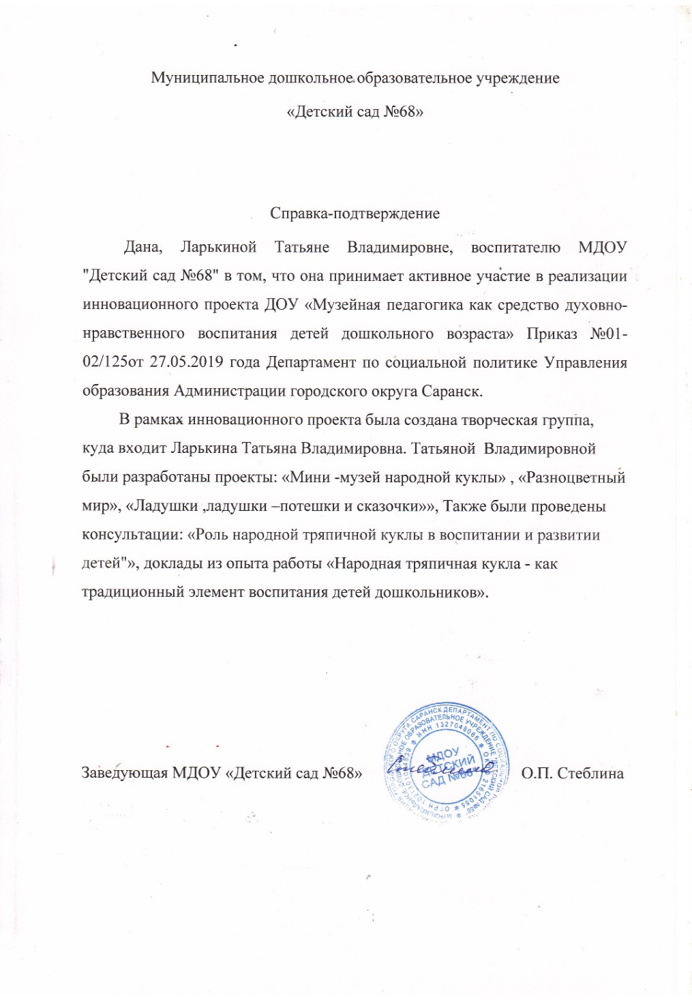 Муниципальное дошкольное образовательное учреждение
«Детский сад №68»
Справка-подтверждение
Дана, Ларькиной Татьяне Владимировне, воспитателю МДОУ
"Детский сад №68" в том, что она принимает активное участие в реализации
инновационного проекта ДОУ «Музейная педагогика как средство духовно-
нравственного воспитания детей дошкольного возраста» Приказ №01-
02/125от 27.05.2019 года Департамент по социальной политике Управления
образования Администрации городского округа Саранск.
В рамках инновационного проекта была создана творческая группа,
куда входит Ларькина Татьяна Владимировна. Татьяной  Владимировной
были разработаны проекты: «Мини -музей народной куклы» , «Разноцветный
мир», «Ладушки ,ладушки –потешки и сказочки»», Также были проведены
консультации: «Роль народной тряпичной куклы в воспитании и развитии
детей"», доклады из опыта работы «Народная тряпичная кукла - как
традиционный элемент воспитания детей дошкольников».
Заведующая МДОУ «Детский сад №68»
МДОУ
ДЕТСКИЙ
САД №68
ИНН 1327048066
О.П. Стеблина